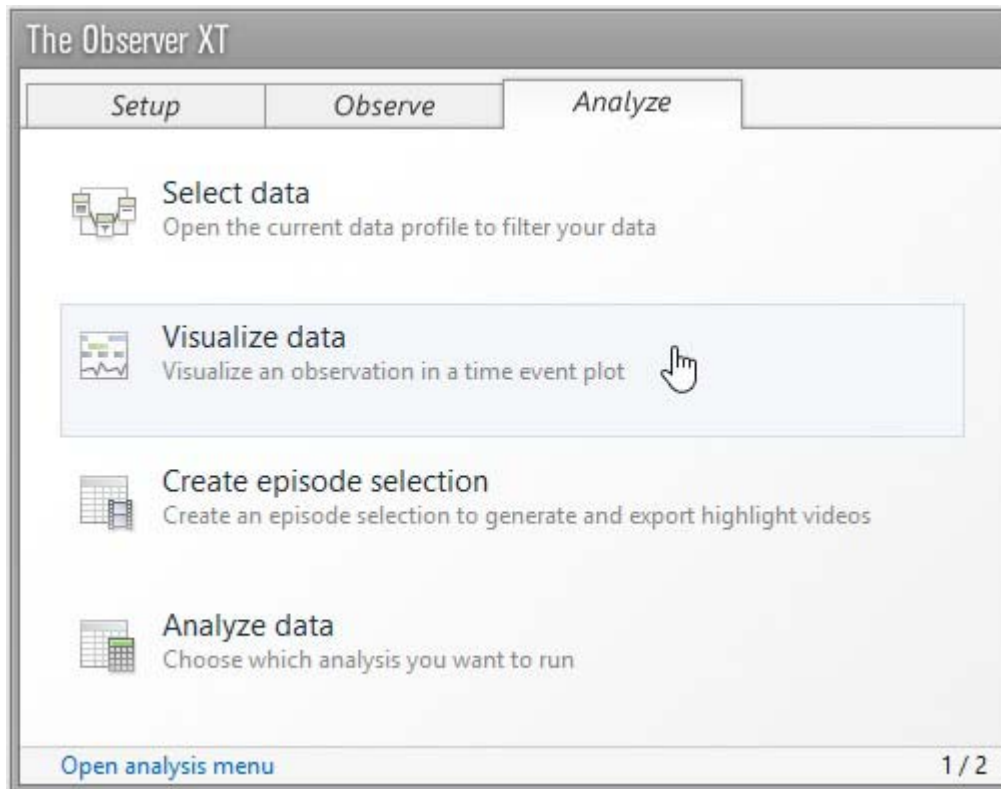 The Observer XT
Setup
Observe
Analyze
Select data
Open the current data profile to filter your data
Visualize data
Visualize an observation in a time event plot
Create episode selection
Create an episode selection to generate and export highlight videos
Analyze data
Choose which analysis you want to run
Open analysis menu
1 / 2